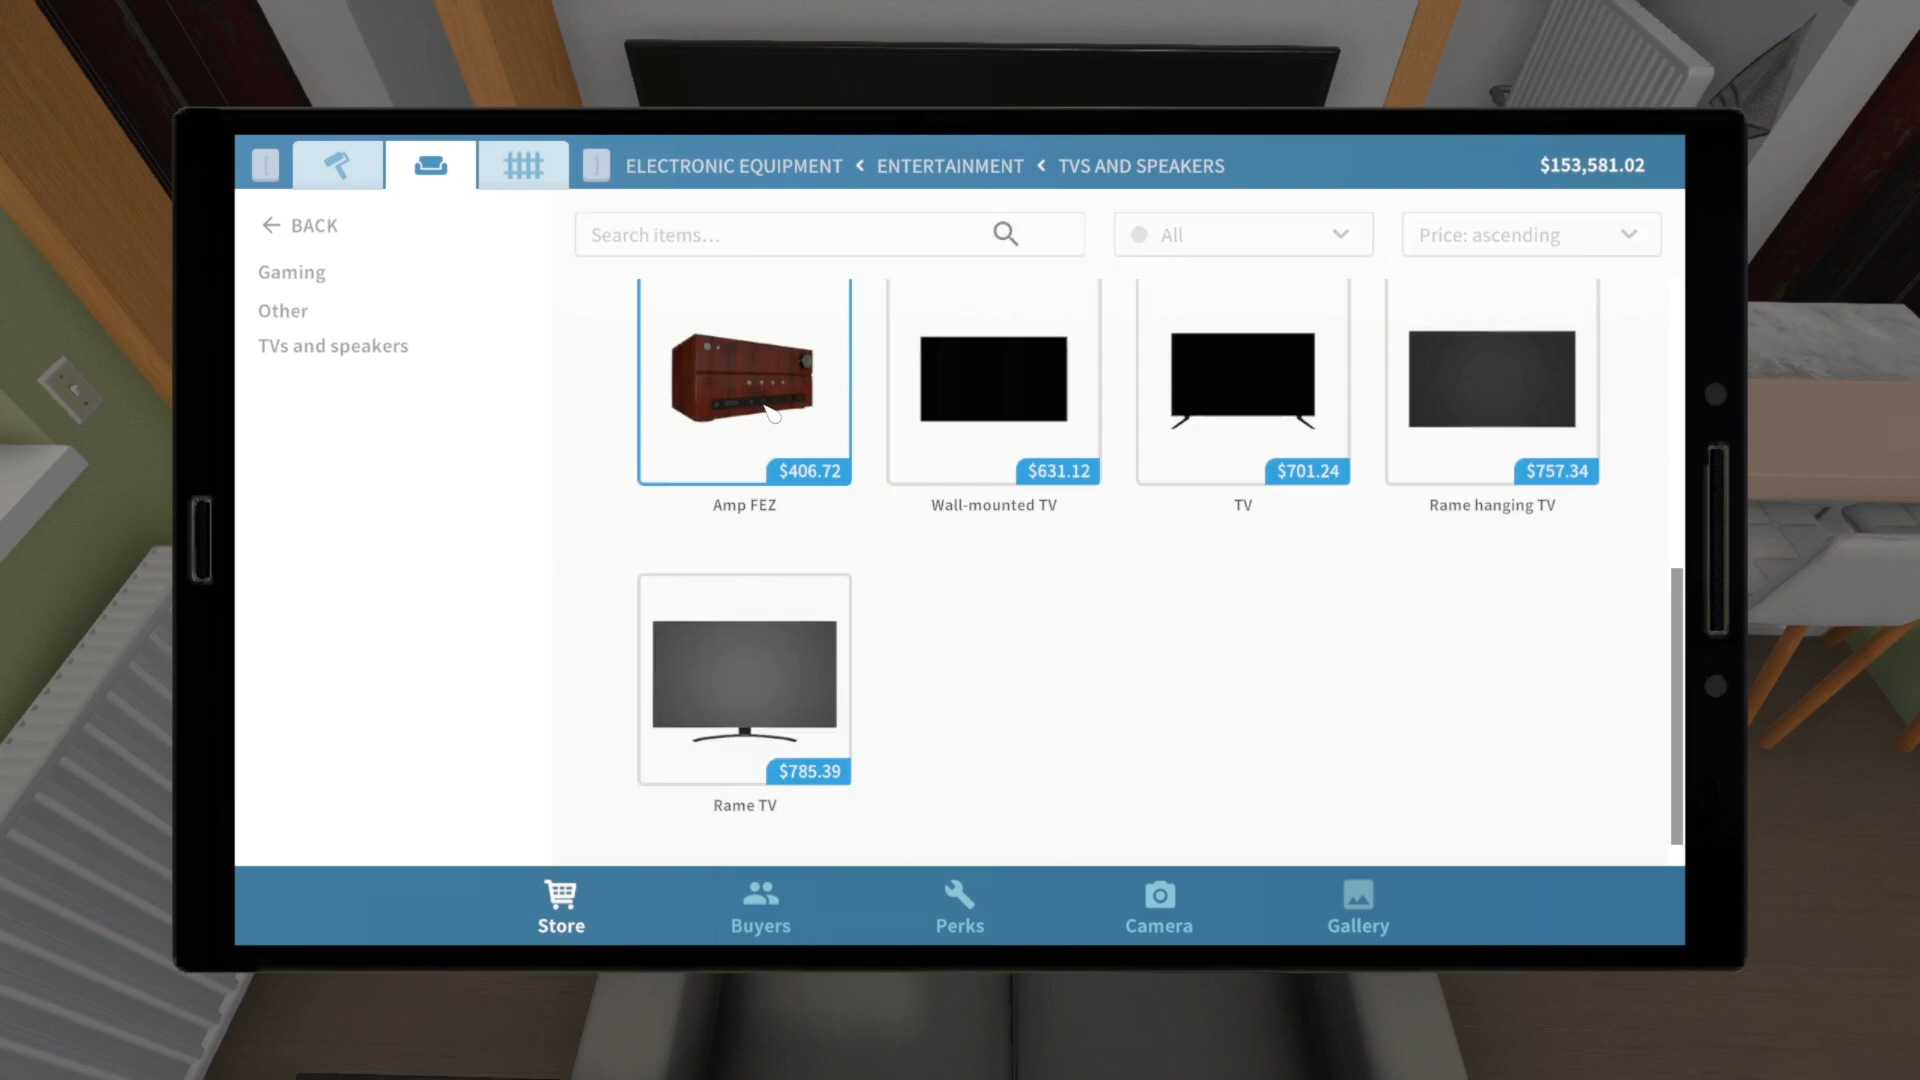 [
]
ELECTRONIC EQUIPMENT < ENTERTAINMENT < TVS AND SPEAKERS
$153,581.02
BACK
Search items...
All
Price: ascending
Gaming
Other
TVs and speakers
$406.72
$631.12
$701.24
$757.34
Amp FEZ
Wall-mounted TV
TV
Rame hanging TV
$785.39
Rame TV
Store
Buyers
Perks
Camera
Gallery